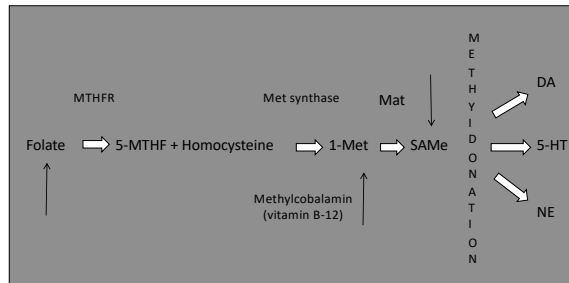 MTHFR
Met synthase
Mat
Folate
5-MTHF + Homocysteine
1-Met
SAMe
Methylcobalamin
(vitamin B-12)
METHYIDONATION
DA
5-HT
NE